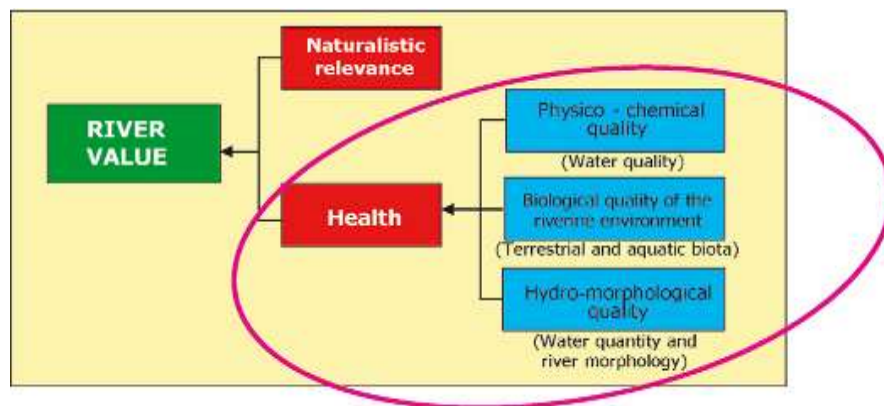 Naturalistic
relevance
RIVER
VALUE
Physico - chemical
quality
(Water quality)
Health
Biological quality of the
riverine environment
(Terrestrial and aquatic biota)
Hydro-morphological
quality
(Water quantity and
river morphology)